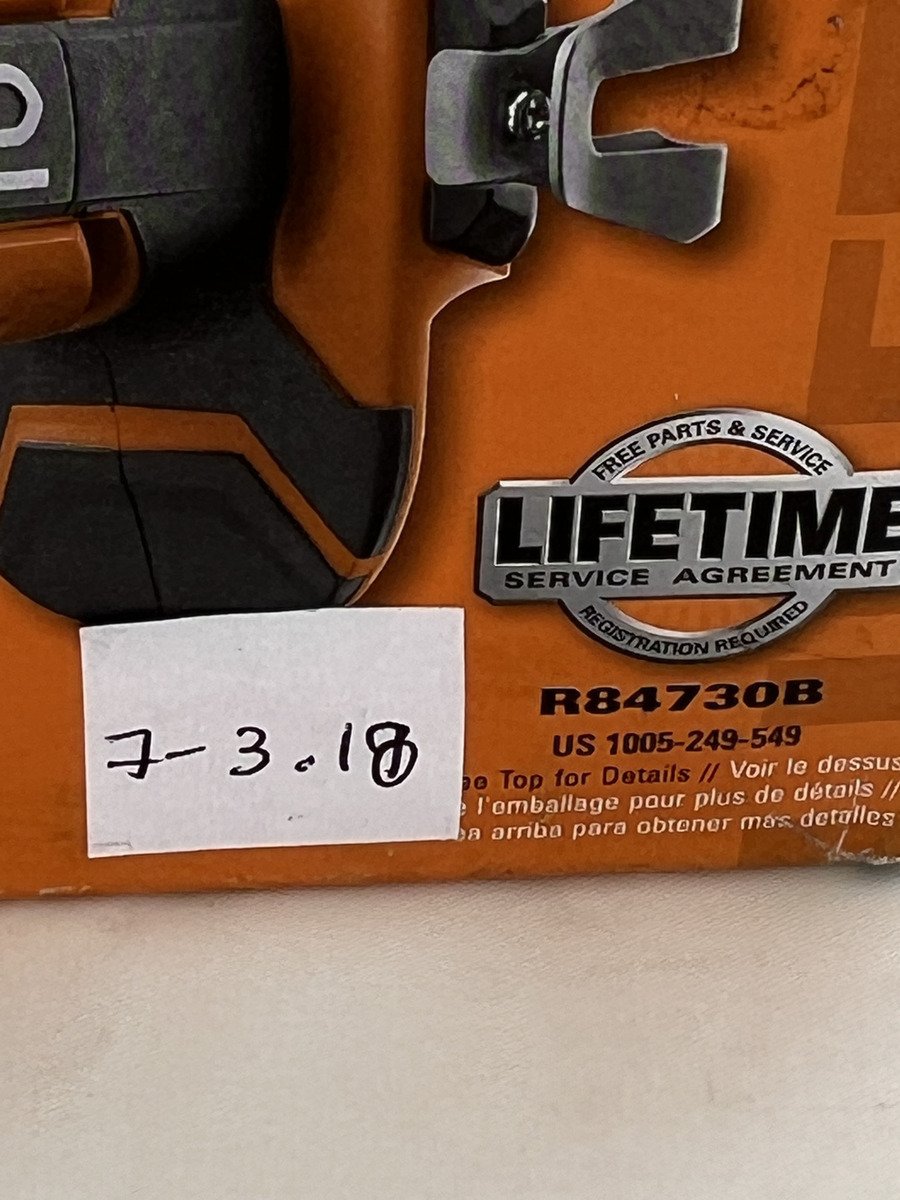 FREE PARTS & SERVICE
LIFETIME
SERVICE AGREEMENT
REGISTRATION REQUIRED
R84730B
US 1005-249-549
Top for Details // Voir le dessus
l'emballage pour plus de détails //
arriba para obtener más detalles
7-3.18